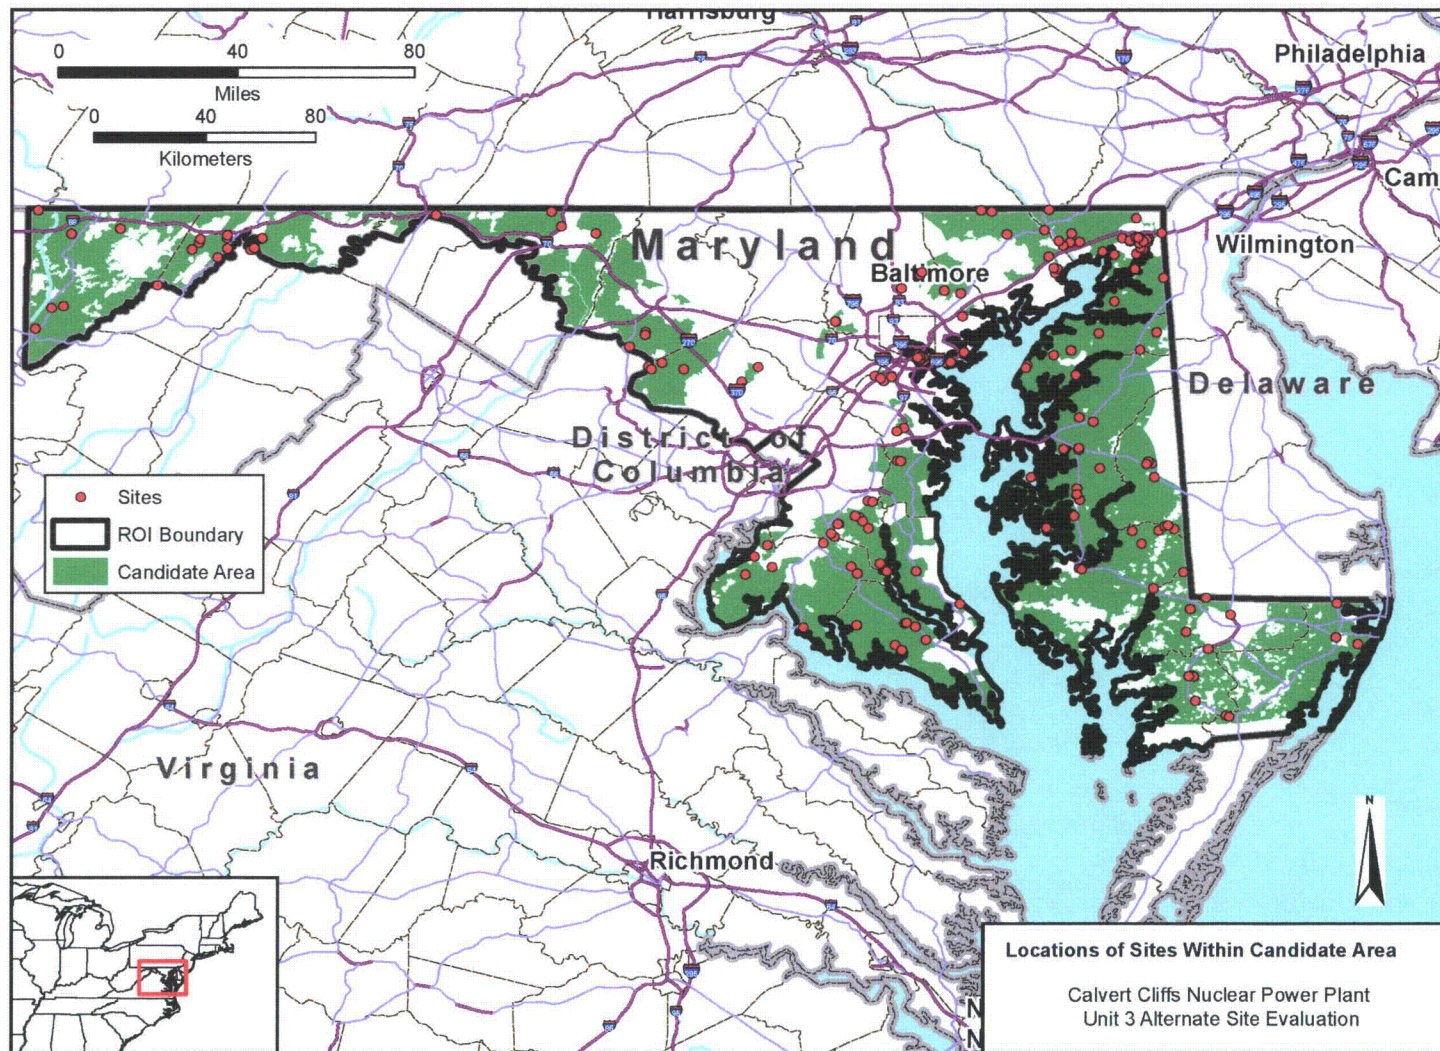 Harrisburg
0 40 80
Miles
0 40 80
Kilometers
Philadelphia
Cam
Wilmington
Maryland
Baltimore
Delaware
District of
Columbia
Sites
ROI Boundary
Candidate Area
Virginia
Richmond
N
N
N
Locations of Sites Within Candidate Area
Calvert Cliffs Nuclear Power Plant
Unit 3 Alternate Site Evaluation